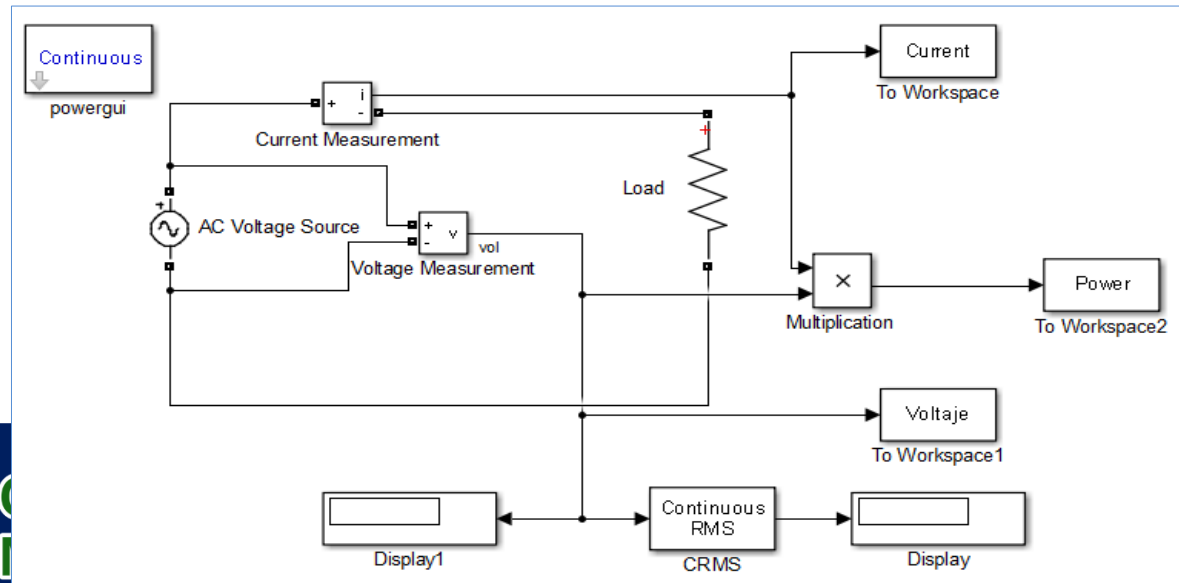 Continuous
powergui
Current
To Workspace
+
i
-
Current Measurement
+
Load
+
AC Voltage Source
+
-
v
vol
Voltage Measurement
×
Multiplication
Power
To Workspace2
Voltaje
To Workspace1
Display1
Continuous
RMS
CRMS
Display